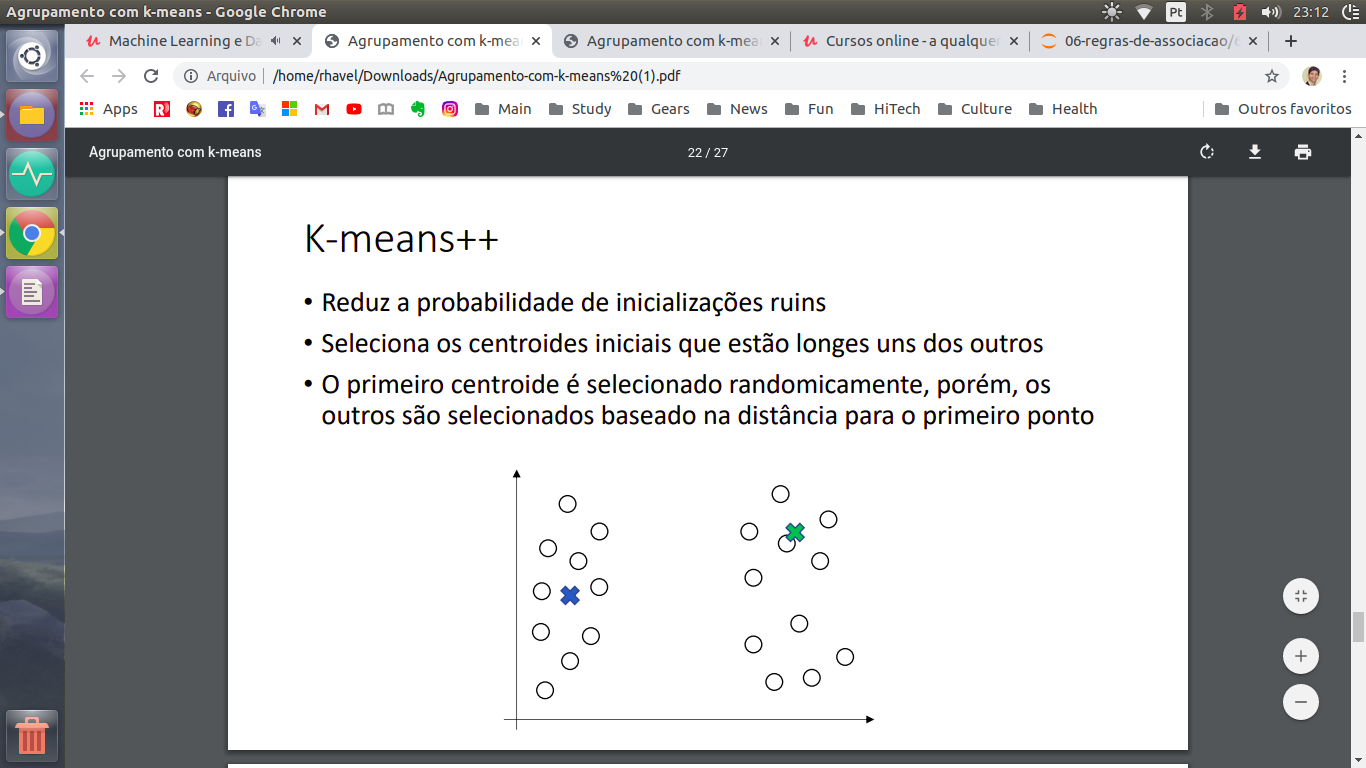 Agrupamento com k-means - Google Chrome
Pt
23:12
Machine Learning e Da
Agrupamento com k-mea
Agrupamento com k-mea
Cursos online - a qualquer
06-regras-de-associacao/
Arquivo
/home/rhavel/Downloads/Agrupamento-com-k-means%20(1).pdf
Apps
Main
Study
Gears
News
Fun
HiTech
Culture
Health
Outros favoritos
Agrupamento com k-means
22 / 27
K-means++
• Reduz a probabilidade de inicializações ruins
• Seleciona os centroides iniciais que estão longes uns dos outros
• O primeiro centroide é selecionado randomicamente, porém, os
outros são selecionados baseado na distância para o primeiro ponto